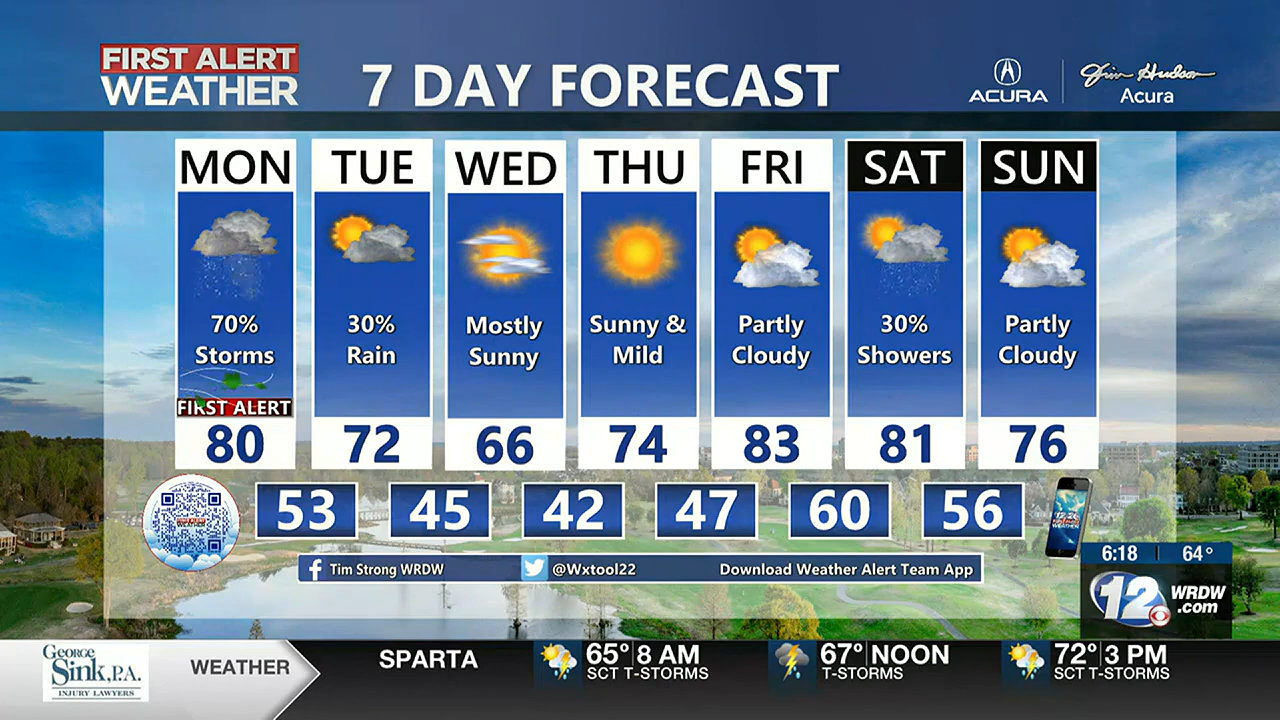 FIRST ALERT
WEATHER
7 DAY FORECAST
ACURA
Jim Hudson
Acura
MON
TUE
WED
THU
FRI
SAT
SUN
70%
Storms
30%
Rain
Mostly
Sunny
Sunny &
Mild
Partly
Cloudy
30%
Showers
Partly
Cloudy
FIRST ALERT
80
72
66
74
83
81
76
53
45
42
47
60
56
Tim Strong WRDW
@Wxtool22
Download Weather Alert Team App
6:18 64°
12
WRDW
.com
GEORGE
Sink, P.A.
INJURY LAWYERS
WEATHER
SPARTA
65° 8 AM
SCT T-STORMS
67° NOON
T-STORMS
72° 3 PM
SCT T-STORMS